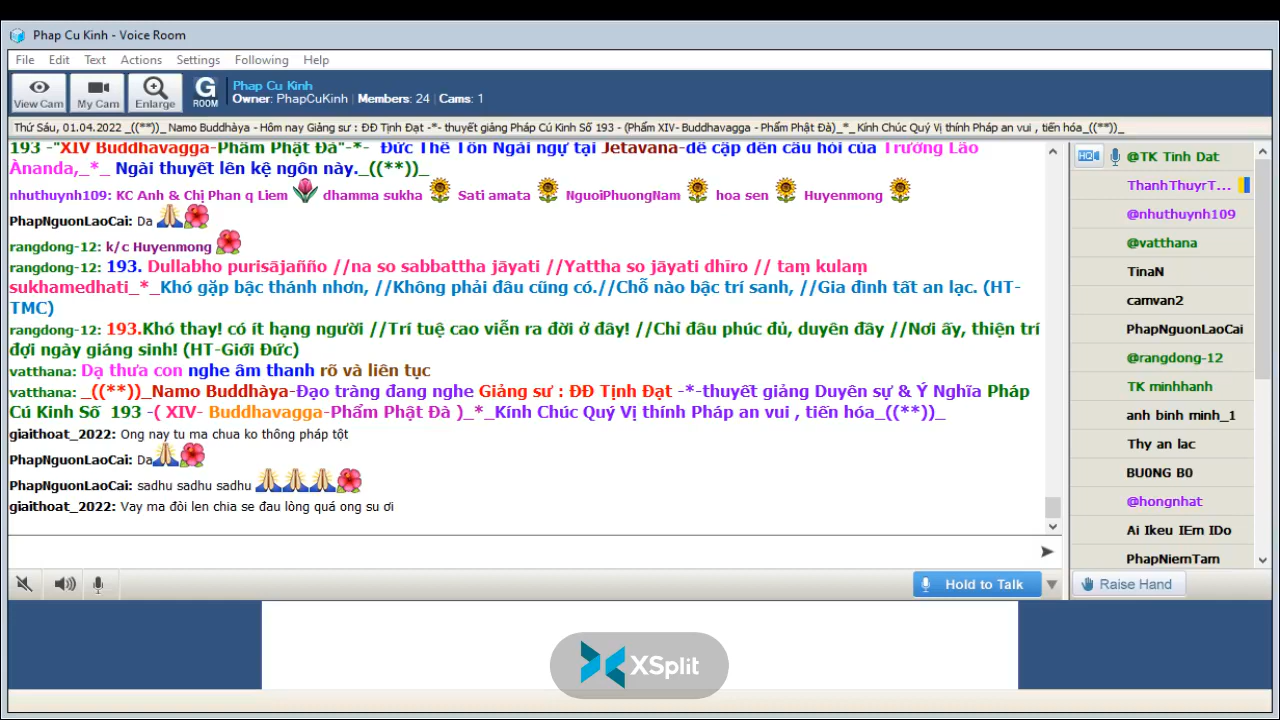 Phap Cu Kinh - Voice Room
File Edit Text Actions Settings Following Help
View Cam My Cam Enlarge G ROOM
Phap Cu Kinh
Owner: PhapCuKinh | Members: 24 | Cams: 1
Thứ Sáu, 01.04.2022 _((**))_ Namo Buddhàya - Hôm nay Giảng sư : ĐĐ Tịnh Đạt -*- thuyết giảng Pháp Cú Kinh Số 193 - (Phẩm XIV- Buddhavagga - Phẩm Phật Đà)_*_ Kính Chúc Quý Vị thính Pháp an vui , tiến hóa_((**))_
193 -"XIV Buddhavagga-Phẩm Phật Đà"-*- Đức Thế Tôn Ngài ngự tại Jetavana-đề cập đến câu hỏi của Trưởng Lão
Ànanda,_*_ Ngài thuyết lên kệ ngôn này._((**))_
nhuthuynh109: KC Anh & Chị Phan q Liem dhamma sukha Sati amata NguoiPhuongNam hoa sen Huyenmong
PhapNguonLaoCai: Da
rangdong-12: k/c Huyenmong
rangdong-12: 193. Dullabho purisājañño //na so sabbattha jāyati //Yattha so jāyati dhīro // taṃ kulaṃ
sukhamedhati_*_Khó gặp bậc thánh nhơn, //Không phải đâu cũng có.//Chỗ nào bậc trí sanh, //Gia đình tất an lạc. (HT-
TMC)
rangdong-12: 193.Khó thay! có ít hạng người //Trí tuệ cao viễn ra đời ở đây! //Chỉ đâu phúc đủ, duyên đầy //Nơi ấy, thiện trí
đợi ngày giáng sinh! (HT-Giới Đức)
vatthana: Dạ thưa con nghe âm thanh rõ và liên tục
vatthana: _((**))_Namo Buddhàya-Đạo tràng đang nghe Giảng sư : ĐĐ Tịnh Đạt -*-thuyết giảng Duyên sự & Ý Nghĩa Pháp
Cú Kinh Số 193 -( XIV- Buddhavagga-Phẩm Phật Đà )_*_Kính Chúc Quý Vị thính Pháp an vui , tiến hóa_((**))_
giaithoat_2022: Ong nay tu ma chua ko thông pháp tột
PhapNguonLaoCai: Da
PhapNguonLaoCai: sadhu sadhu sadhu
giaithoat_2022: Vay ma đòi len chia se đau lòng quá ong su ơi
Hold to Talk
HQ
@TK Tinh Dat
ThanhThuyrT...
@nhuthuynh109
@vatthana
TinaN
camvan2
PhapNguonLaoCai
@rangdong-12
TK minhhanh
anh binh minh_1
Thy an lac
BU0NG B0
@hongnhat
Ai Ikeu IEm IDo
PhapNiemTam
Raise Hand
XSplit